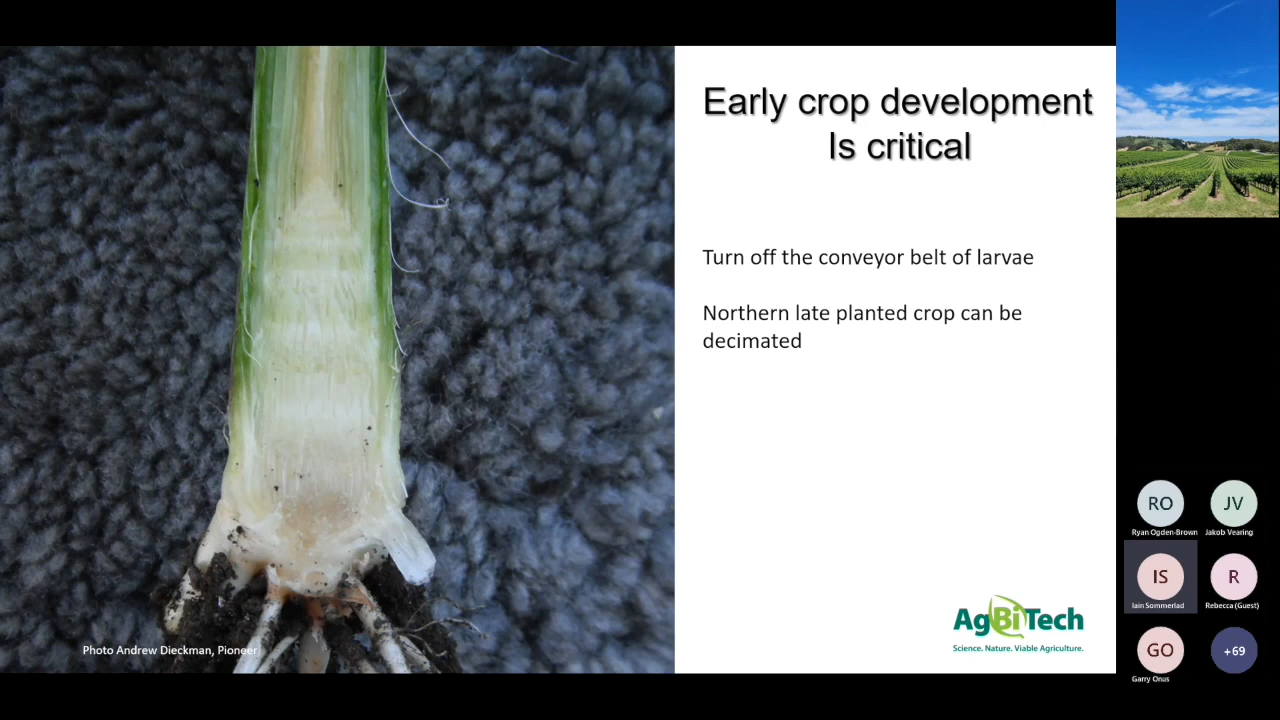 Early crop development
Is critical
Turn off the conveyor belt of larvae
Northern late planted crop can be
decimated
Photo Andrew Dieckman, Pioneer
AgBiTech
Science. Nature. Viable Agriculture.
RO
JV
Ryan Ogden-Brown
Jakob Vearing
IS
R
Iain Sommerlad
Rebecca (Guest)
GO
+69
Garry Onus